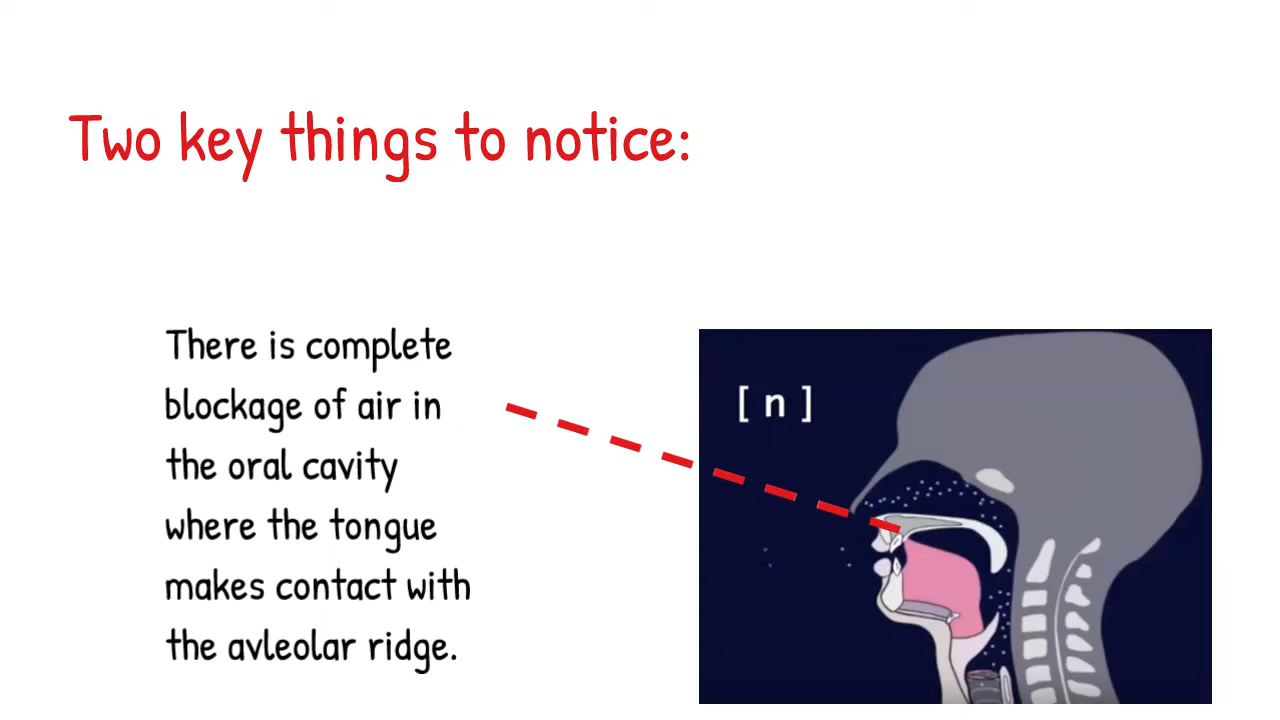 Two key things to notice:
There is complete
blockage of air in
the oral cavity
where the tongue
makes contact with
the avleolar ridge.
[ n ]